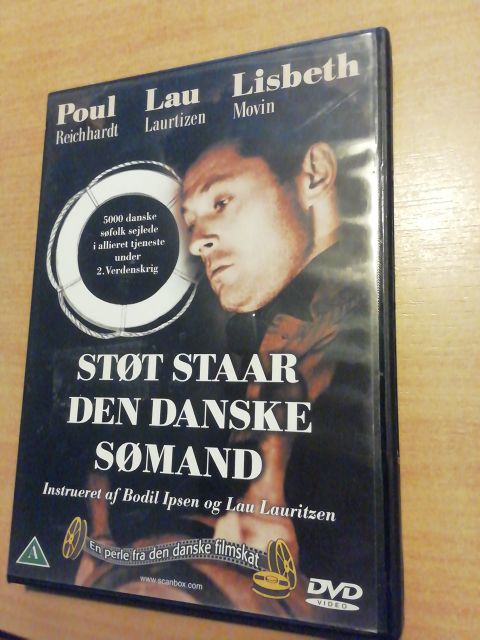 Poul
Reichhardt
Lau
Laurtizen
Lisbeth
Movin
5000 danske
søfolk sejlede
i allieret tjeneste
under
2. Verdenskrig
STØT STAAR
DEN DANSKE
SØMAND
Instrueret af Bodil Ipsen og Lau Lauritzen
En perle fra den danske filmskat
A
www.scanbox.com
DVD
VIDEO